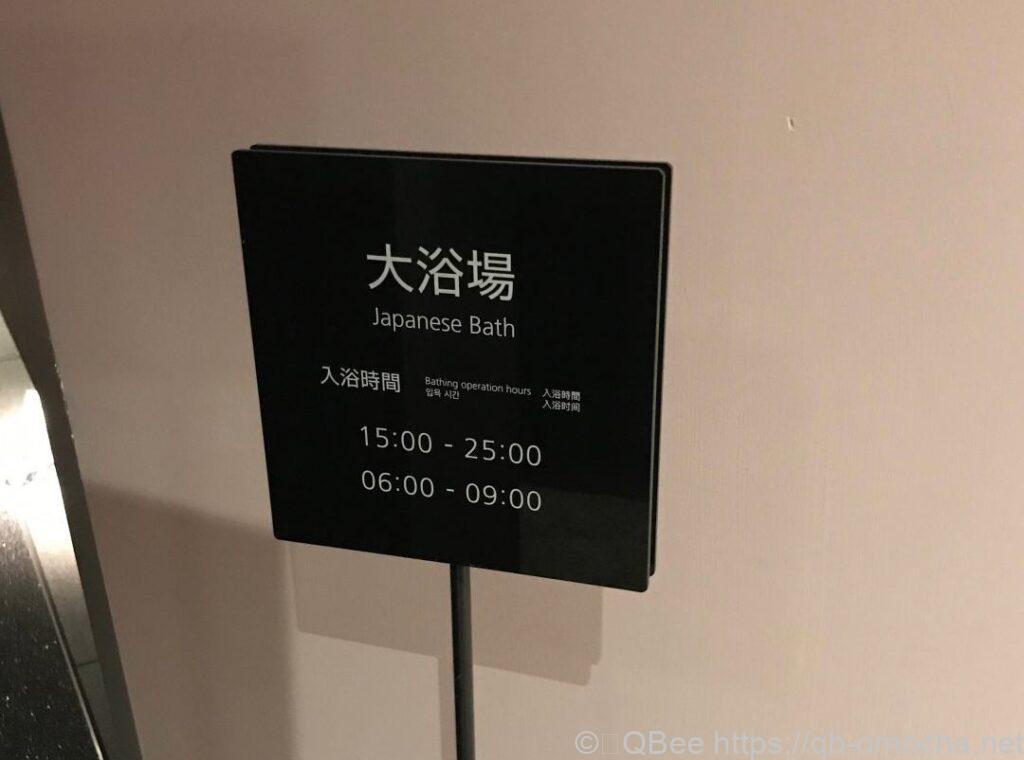 大浴場
Japanese Bath
入浴時間 Bathing operation hours 入浴時間
입욕 시간 入浴时间
15:00 - 25:00
06:00 - 09:00
© QBee https://qb-omocha.net